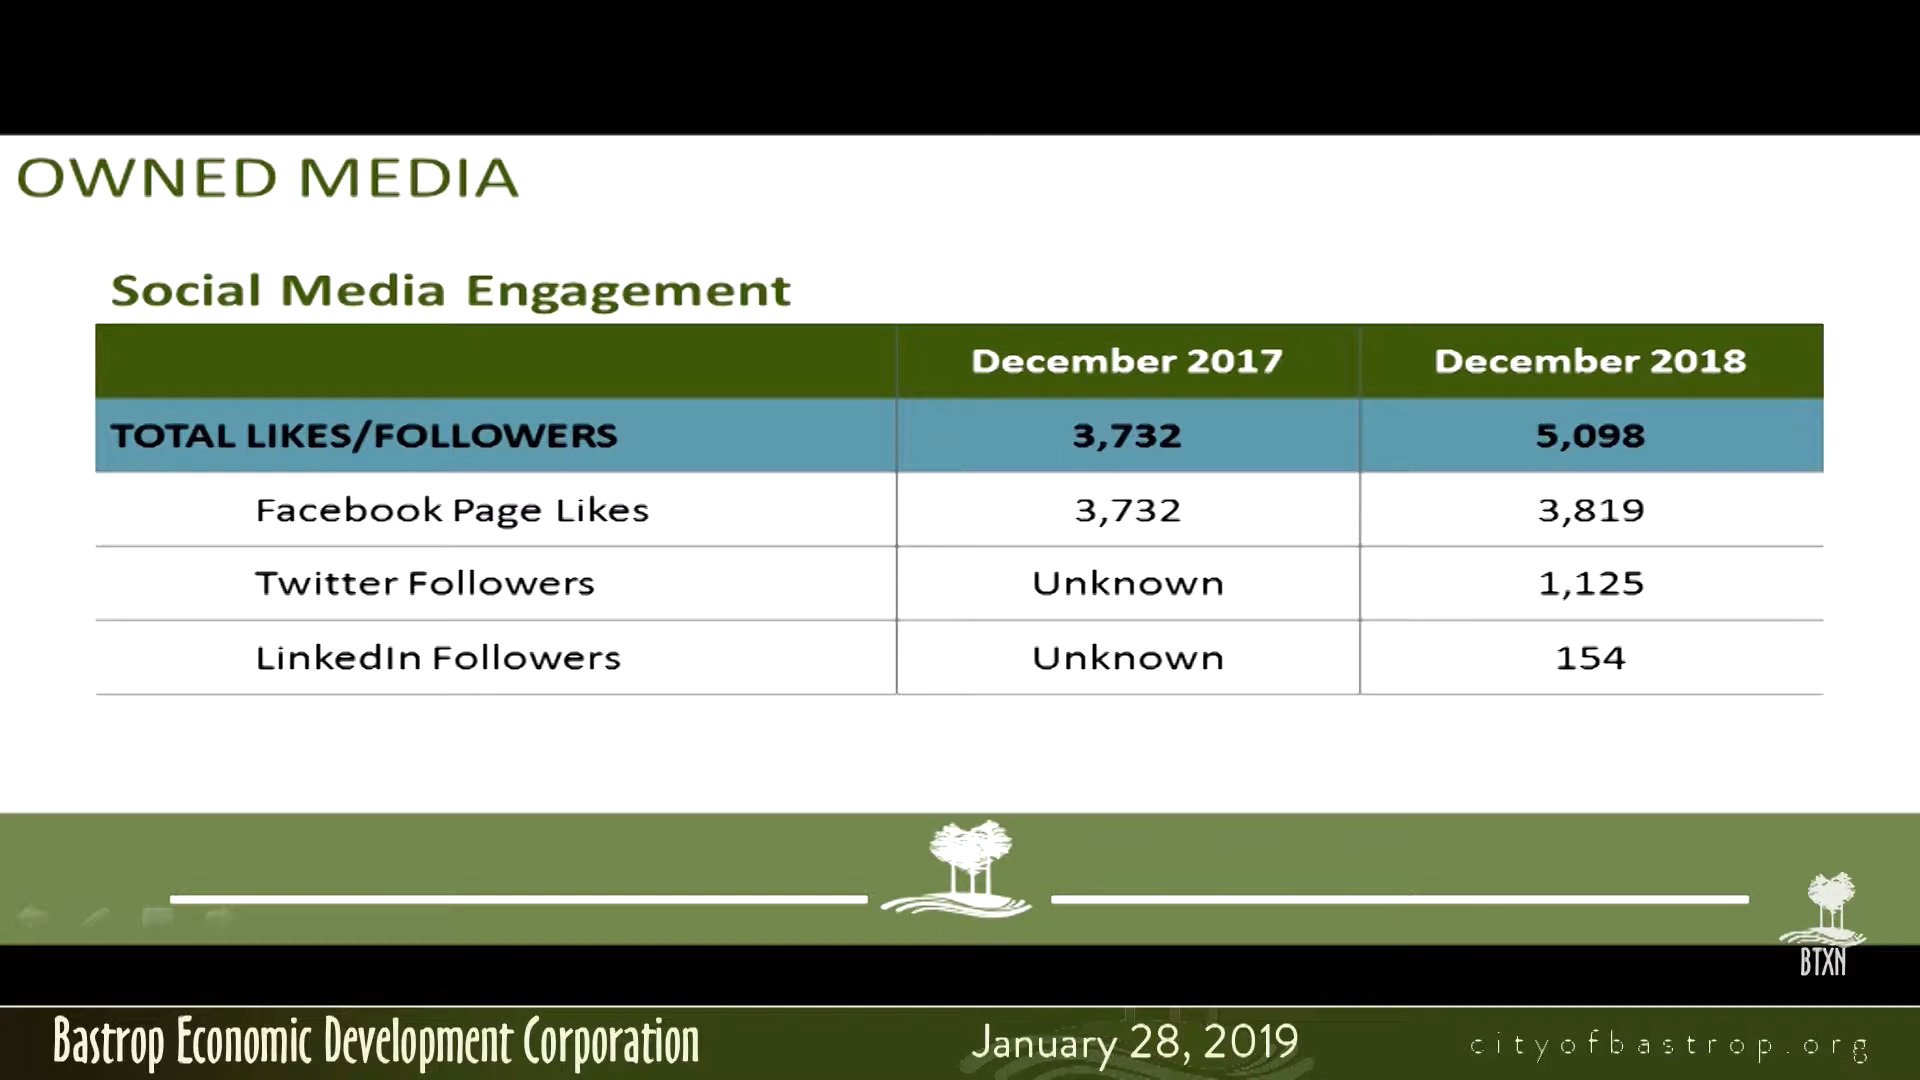 OWNED MEDIA
Social Media Engagement
December 2017 December 2018
TOTAL LIKES/FOLLOWERS 3,732 5,098
Facebook Page Likes 3,732 3,819
Twitter Followers Unknown 1,125
LinkedIn Followers Unknown 154
BTXN
Bastrop Economic Development Corporation January 28, 2019 cityofbastrop.org